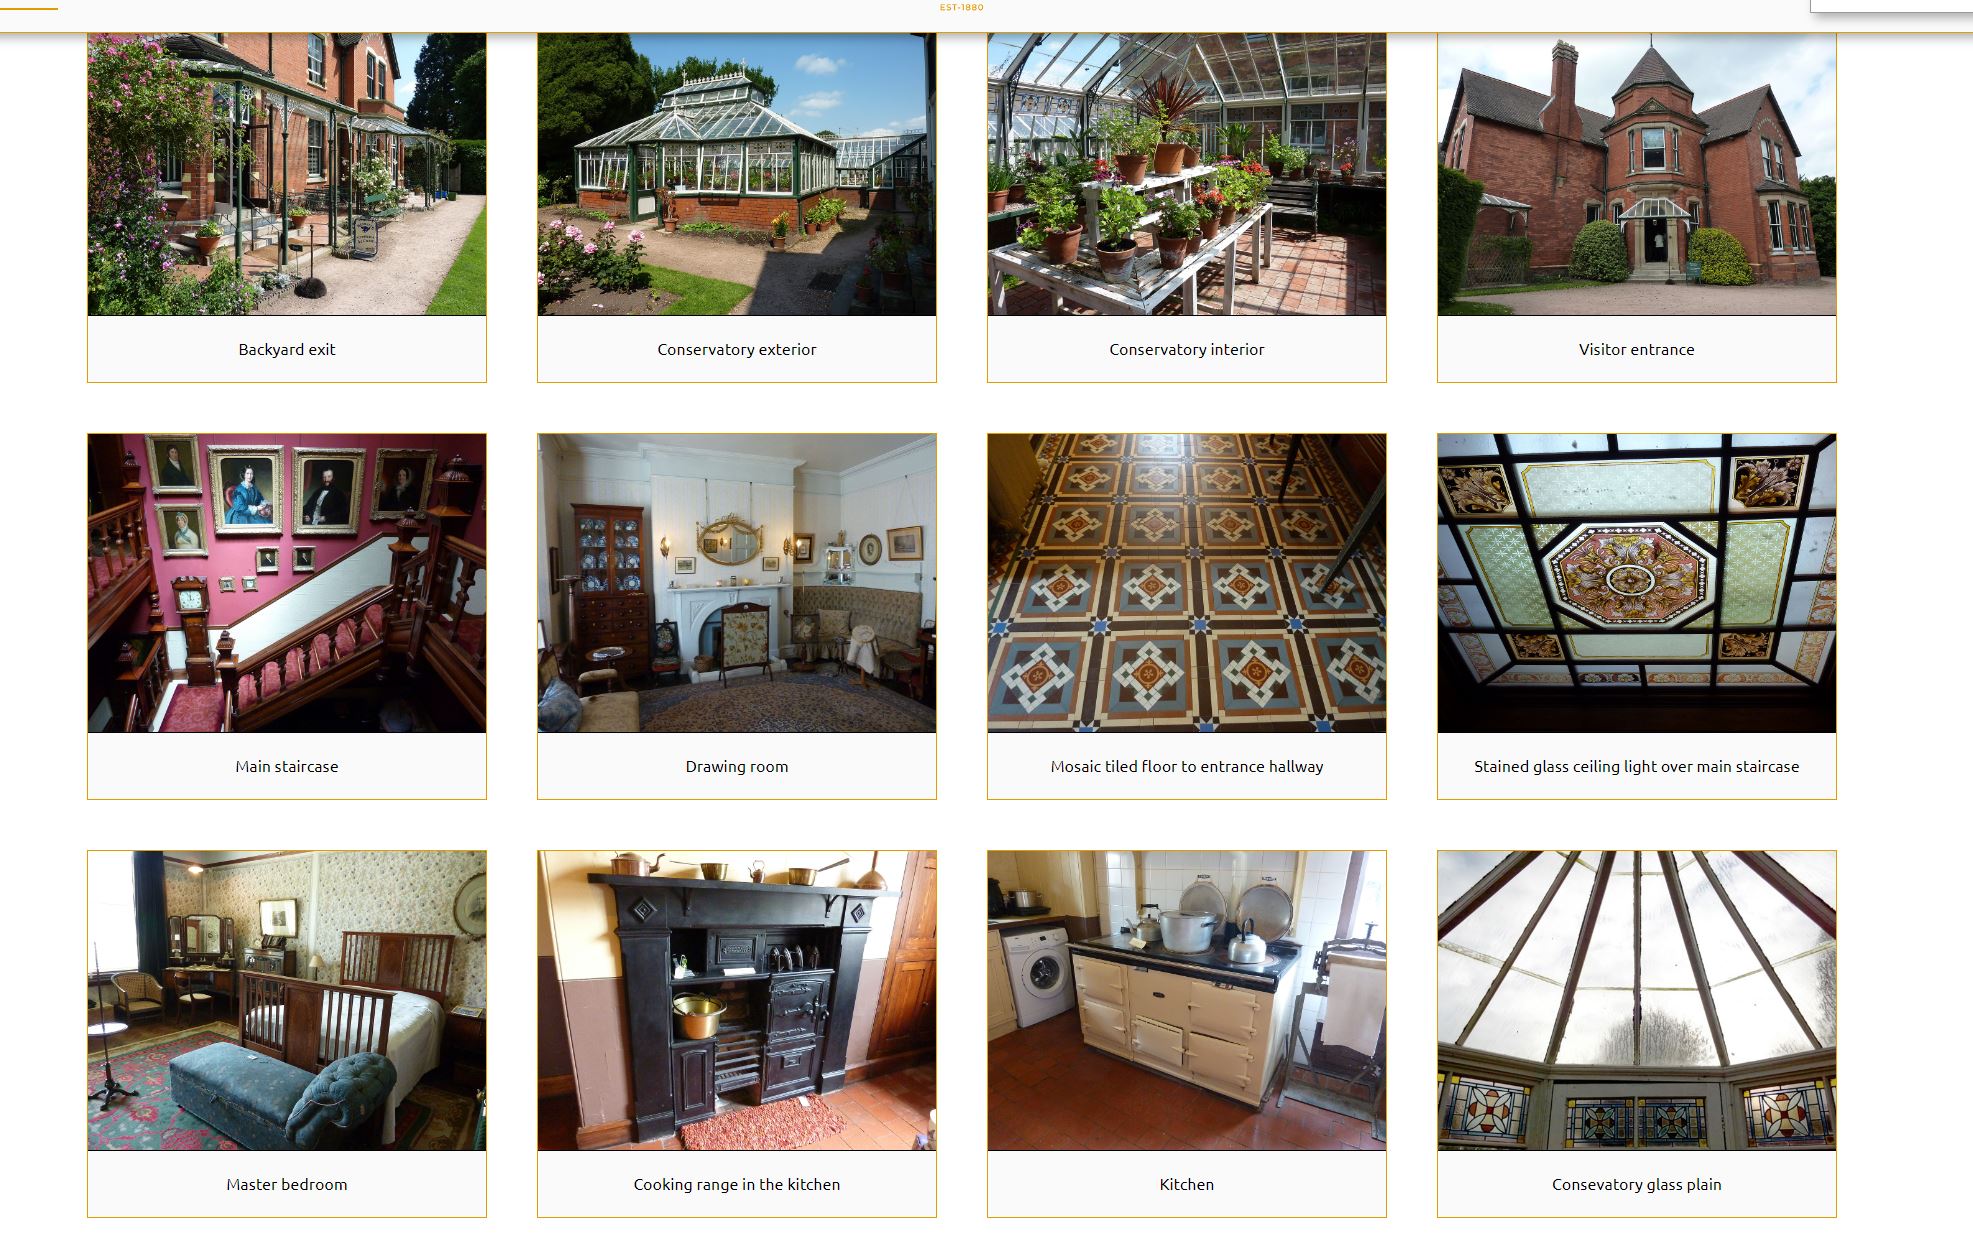 EST-1880
Backyard exit
Conservatory exterior
Conservatory interior
Visitor entrance
Main staircase
Drawing room
Mosaic tiled floor to entrance hallway
Stained glass ceiling light over main staircase
Master bedroom
Cooking range in the kitchen
Kitchen
Consevatory glass plain